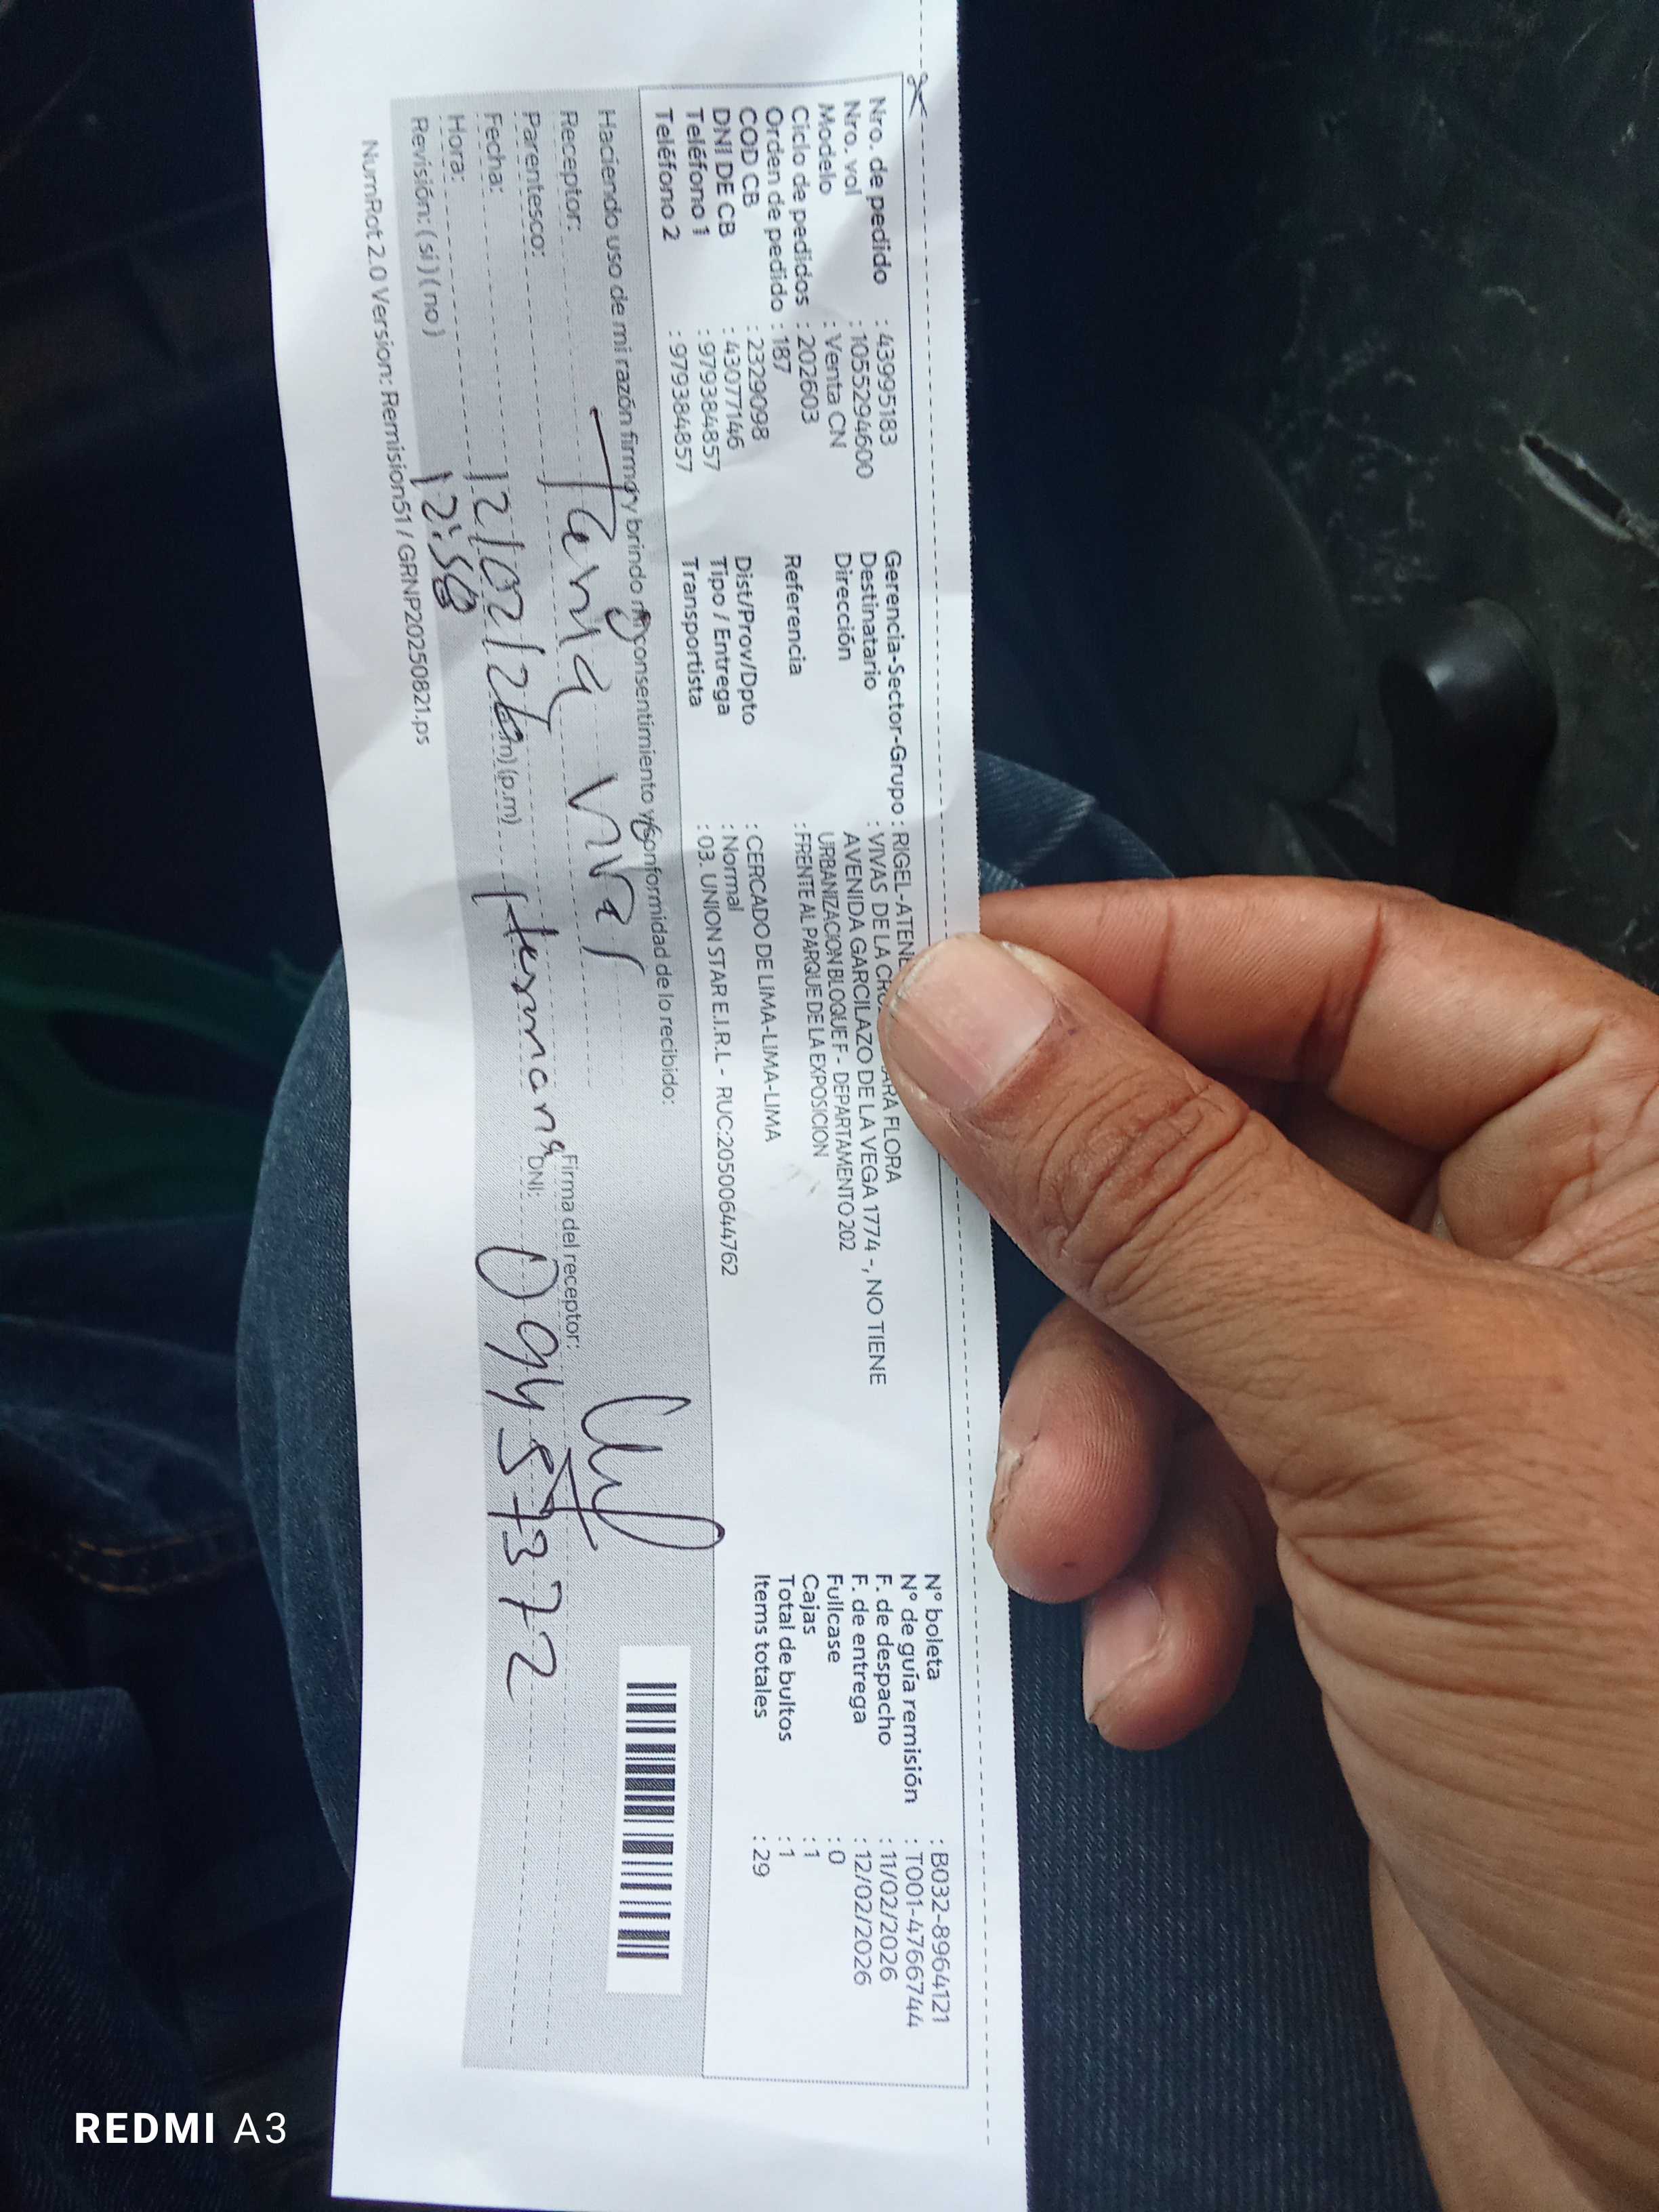 Nro. de pedido : 43995183
Nro. vol : 1055294600
Modelo : Venta CN
Ciclo de pedidos : 202603
Orden de pedido : 187
COD CB : 2329098
DNI DE CB : 43077146
Teléfono 1 : 979384857
Teléfono 2 : 979384857
Gerencia-Sector-Grupo : RIGEL-ATEN
Destinatario : VIVAS DE LA ARA FLORA
Dirección AVENIDA GARCILAZO DE LA VEGA 1774 -, NO TIENE
URBANIZACION BLOQUE F - DEPARTAMENTO 202
Referencia : FRENTE AL PARQUE DE LA EXPOSICION
Dist/Prov/Dpto : CERCADO DE LIMA-LIMA-LIMA
Tipo / Entrega : Normal
Transportista : 03. UNION STAR E.I.R.L - RUC:20500644762
N° boleta : B032-8964121
N° de guía remisión : T001-4766744
F. de despacho : 11/02/2026
F. de entrega : 12/02/2026
Fullcase : 0
Cajas : 1
Total de bultos : 1
Items totales : 29
Haciendo uso de mi razón firmo y brindo mi consentimiento y conformidad de lo recibido:
Receptor: Tania
Firma del receptor:
Parentesco: Hermana
DNI:
Fecha: 12/02/26
Hora: 12:58 (p.m)
Revisión: ( si ) ( no )
NumRot 2.0 Version: Remision51 / GRNP20250821.ps
REDMI A3